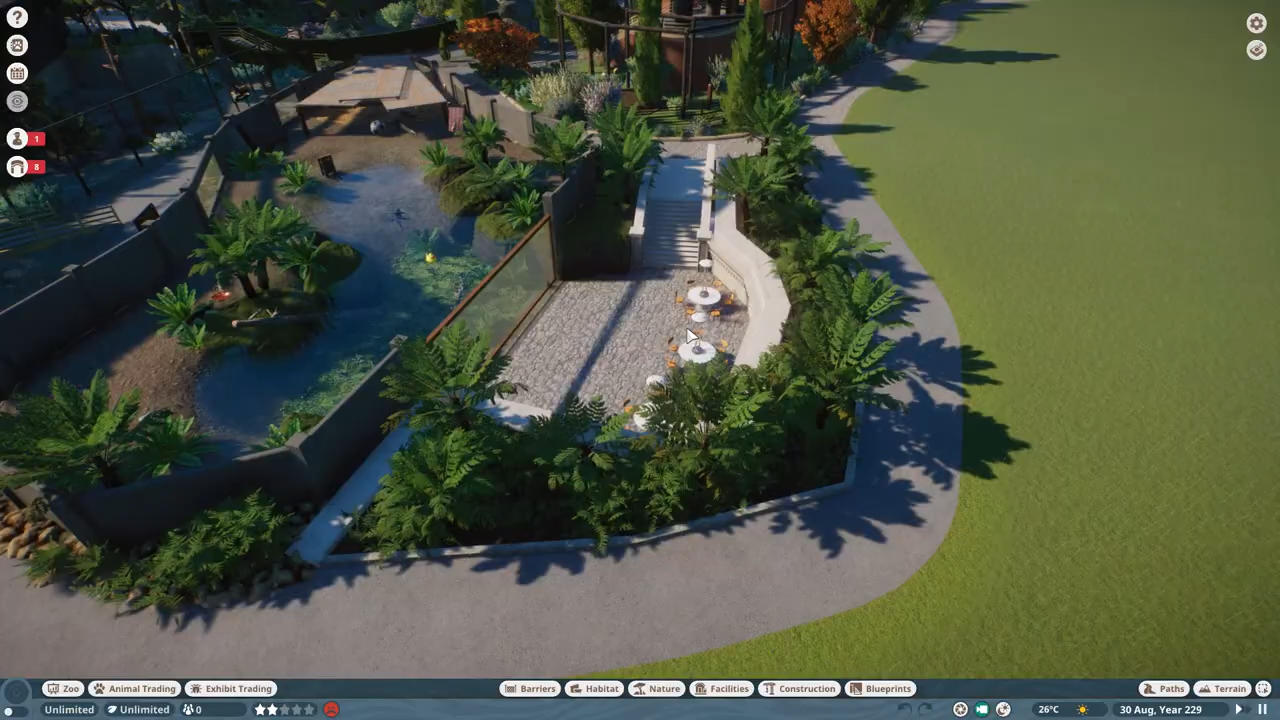 ?
1
8
Zoo
Animal Trading
Exhibit Trading
Barriers
Habitat
Nature
Facilities
Construction
Blueprints
Paths
Terrain
Unlimited
Unlimited
0
26°C
30 Aug, Year 229